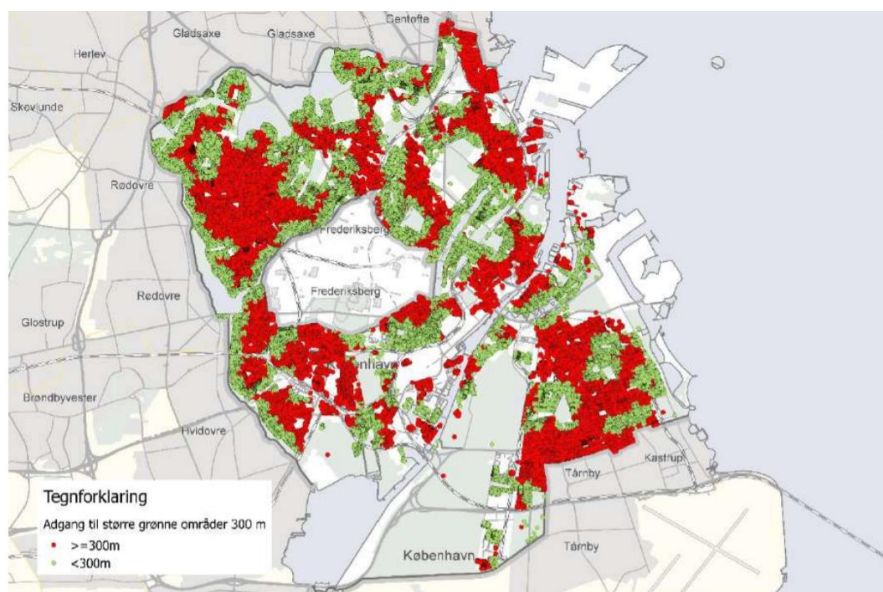 Gentofte
Gladsaxe
Gladsaxe
Herlev
Skovlunde
Rødovre
Frederiksberg
Frederiksberg
Rødovre
Glostrup
København
Brøndbyvester
Hvidovre
Kastrup
Tårnby
Tårnby
København
Tegnforklaring
Adgang til større grønne områder 300 m
>=300m
<300m